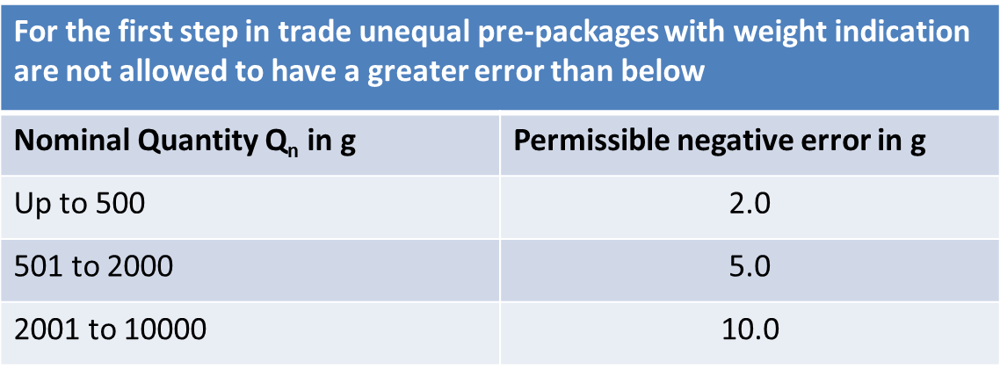 For the first step in trade unequal pre-packages with weight indication
are not allowed to have a greater error than below
Nominal Quantity Qn in g Permissible negative error in g
Up to 500 2.0
501 to 2000 5.0
2001 to 10000 10.0